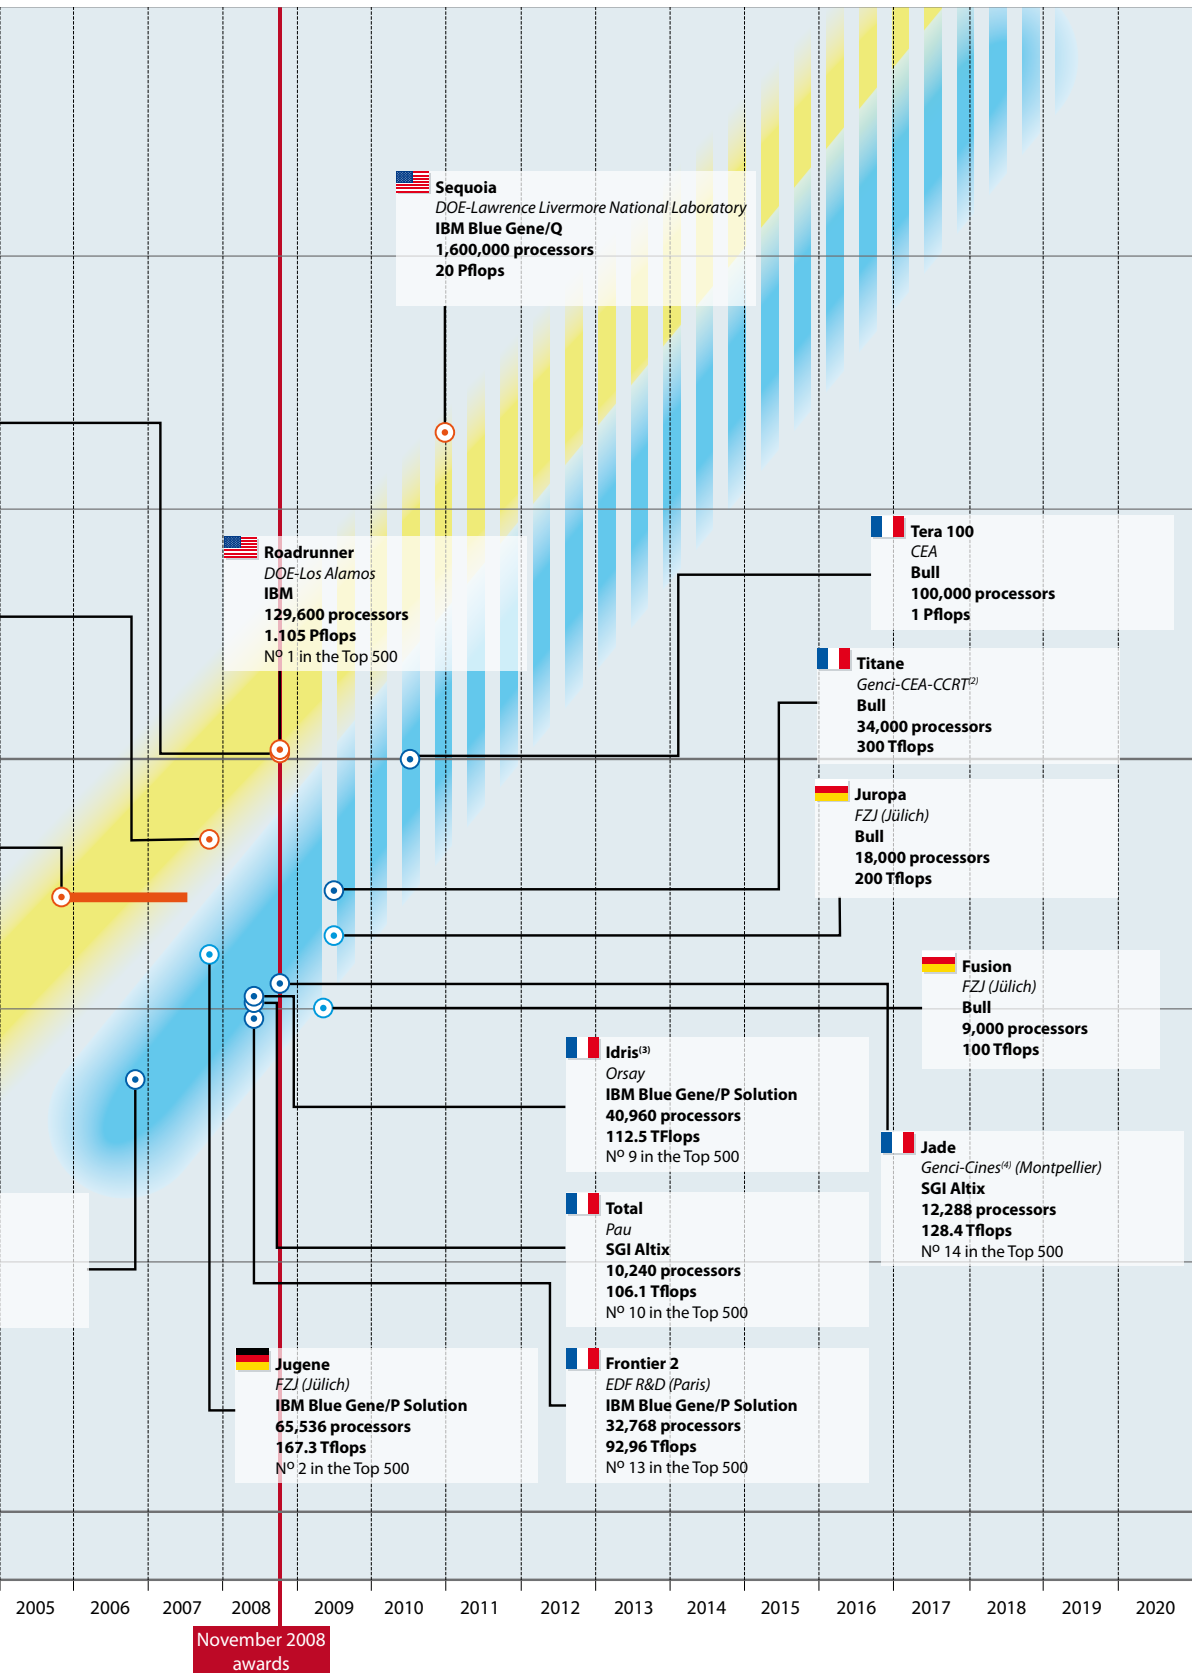 Sequoia
DOE-Lawrence Livermore National Laboratory
IBM Blue Gene/Q
1,600,000 processors
20 Pflops
Roadrunner
DOE-Los Alamos
IBM
129,600 processors
1.105 Pflops
Nº 1 in the Top 500
Tera 100
CEA
Bull
100,000 processors
1 Pflops
Titane
Genci-CEA-CCRT(2)
Bull
34,000 processors
300 Tflops
Juropa
FZJ (Jülich)
Bull
18,000 processors
200 Tflops
Fusion
FZJ (Jülich)
Bull
9,000 processors
100 Tflops
Idris(3)
Orsay
IBM Blue Gene/P Solution
40,960 processors
112.5 TFlops
Nº 9 in the Top 500
Jade
Genci-Cines(4) (Montpellier)
SGI Altix
12,288 processors
128.4 Tflops
Nº 14 in the Top 500
Total
Pau
SGI Altix
10,240 processors
106.1 Tflops
Nº 10 in the Top 500
Jugene
FZJ (Jülich)
IBM Blue Gene/P Solution
65,536 processors
167.3 Tflops
Nº 2 in the Top 500
Frontier 2
EDF R&D (Paris)
IBM Blue Gene/P Solution
32,768 processors
92,96 Tflops
Nº 13 in the Top 500
2005 2006 2007 2008 2009 2010 2011 2012 2013 2014 2015 2016 2017 2018 2019 2020
November 2008
awards